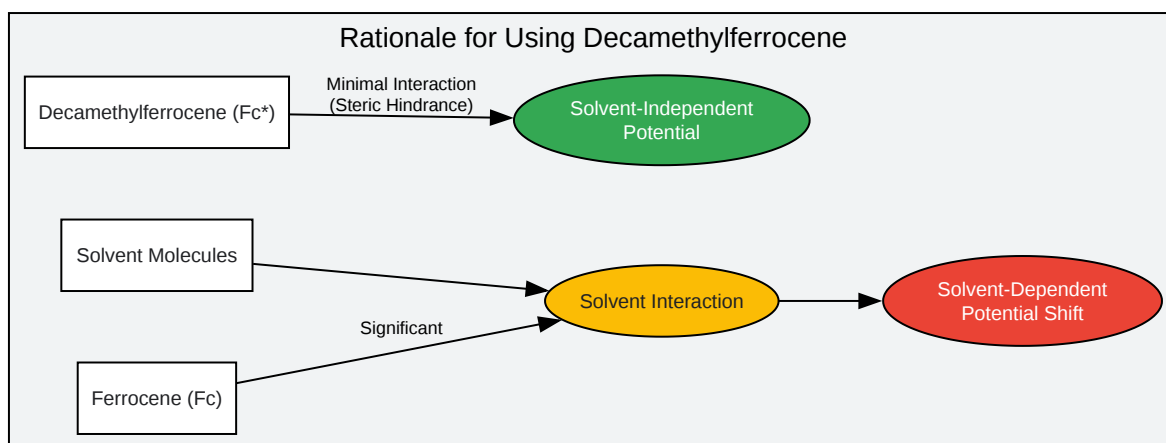 Rationale for Using Decamethylferrocene
Decamethylferrocene (Fc*)
Minimal Interaction
(Steric Hindrance)
Solvent-Independent
Potential
Solvent Molecules
Solvent Interaction
Solvent-Dependent
Potential Shift
Significant
Ferrocene (Fc)